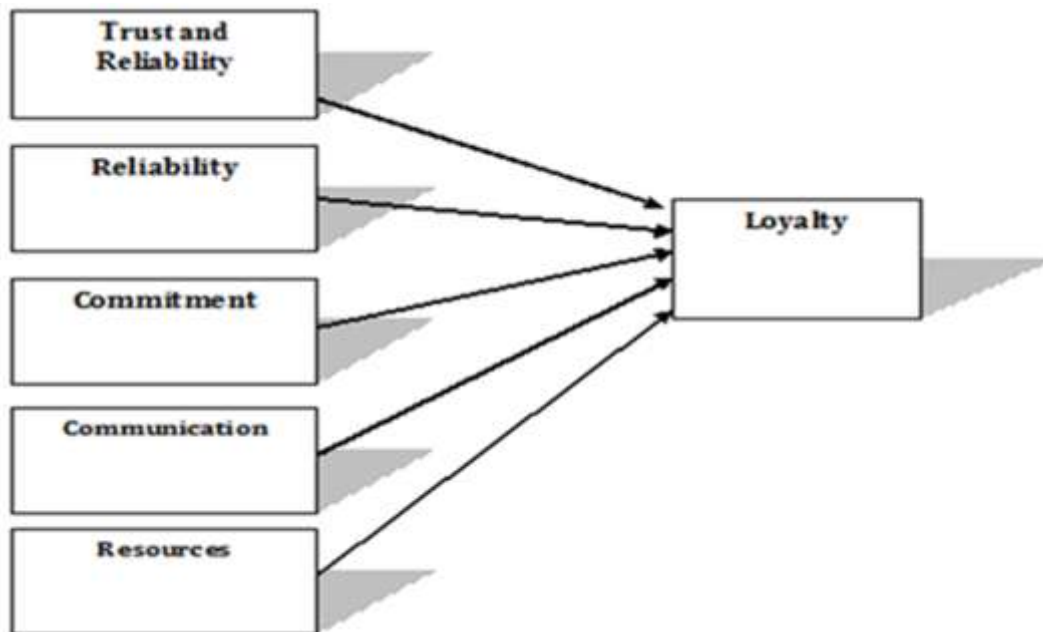 Trust and
Reliability
Reliability
Commitment
Communication
Resources
Loyalty